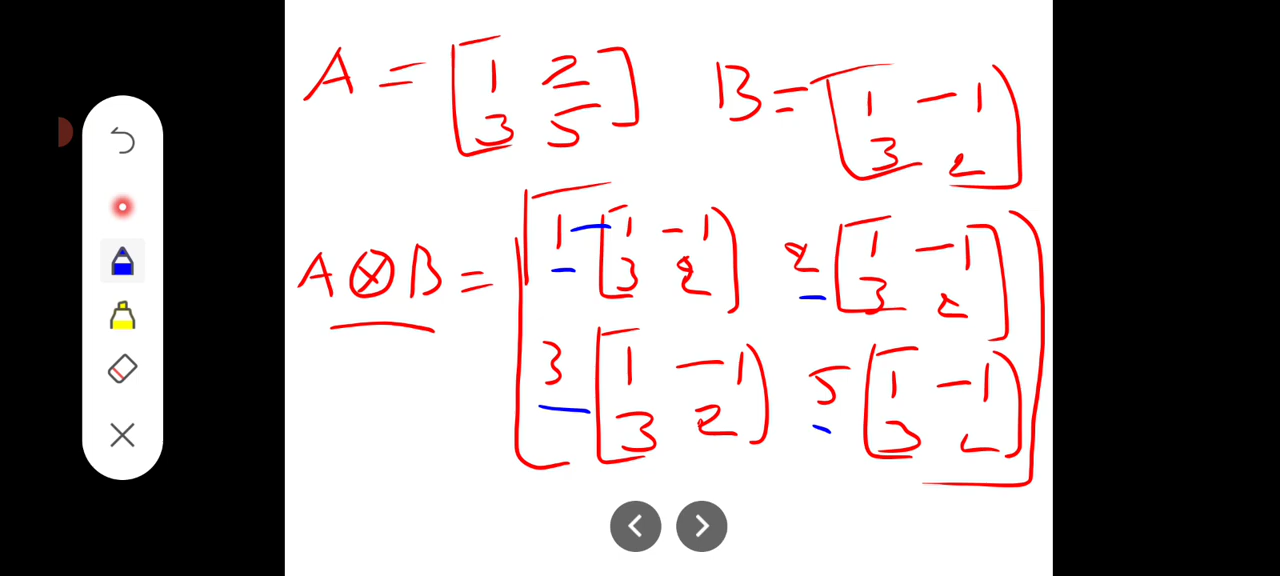 A = [1 2
3 5]
B = [1 -1
3 2]
A ⊗ B = [1 [1 -1
3 2] 2 [1 -1
3 2]
3 [1 -1
3 2] 5 [1 -1
3 2]]